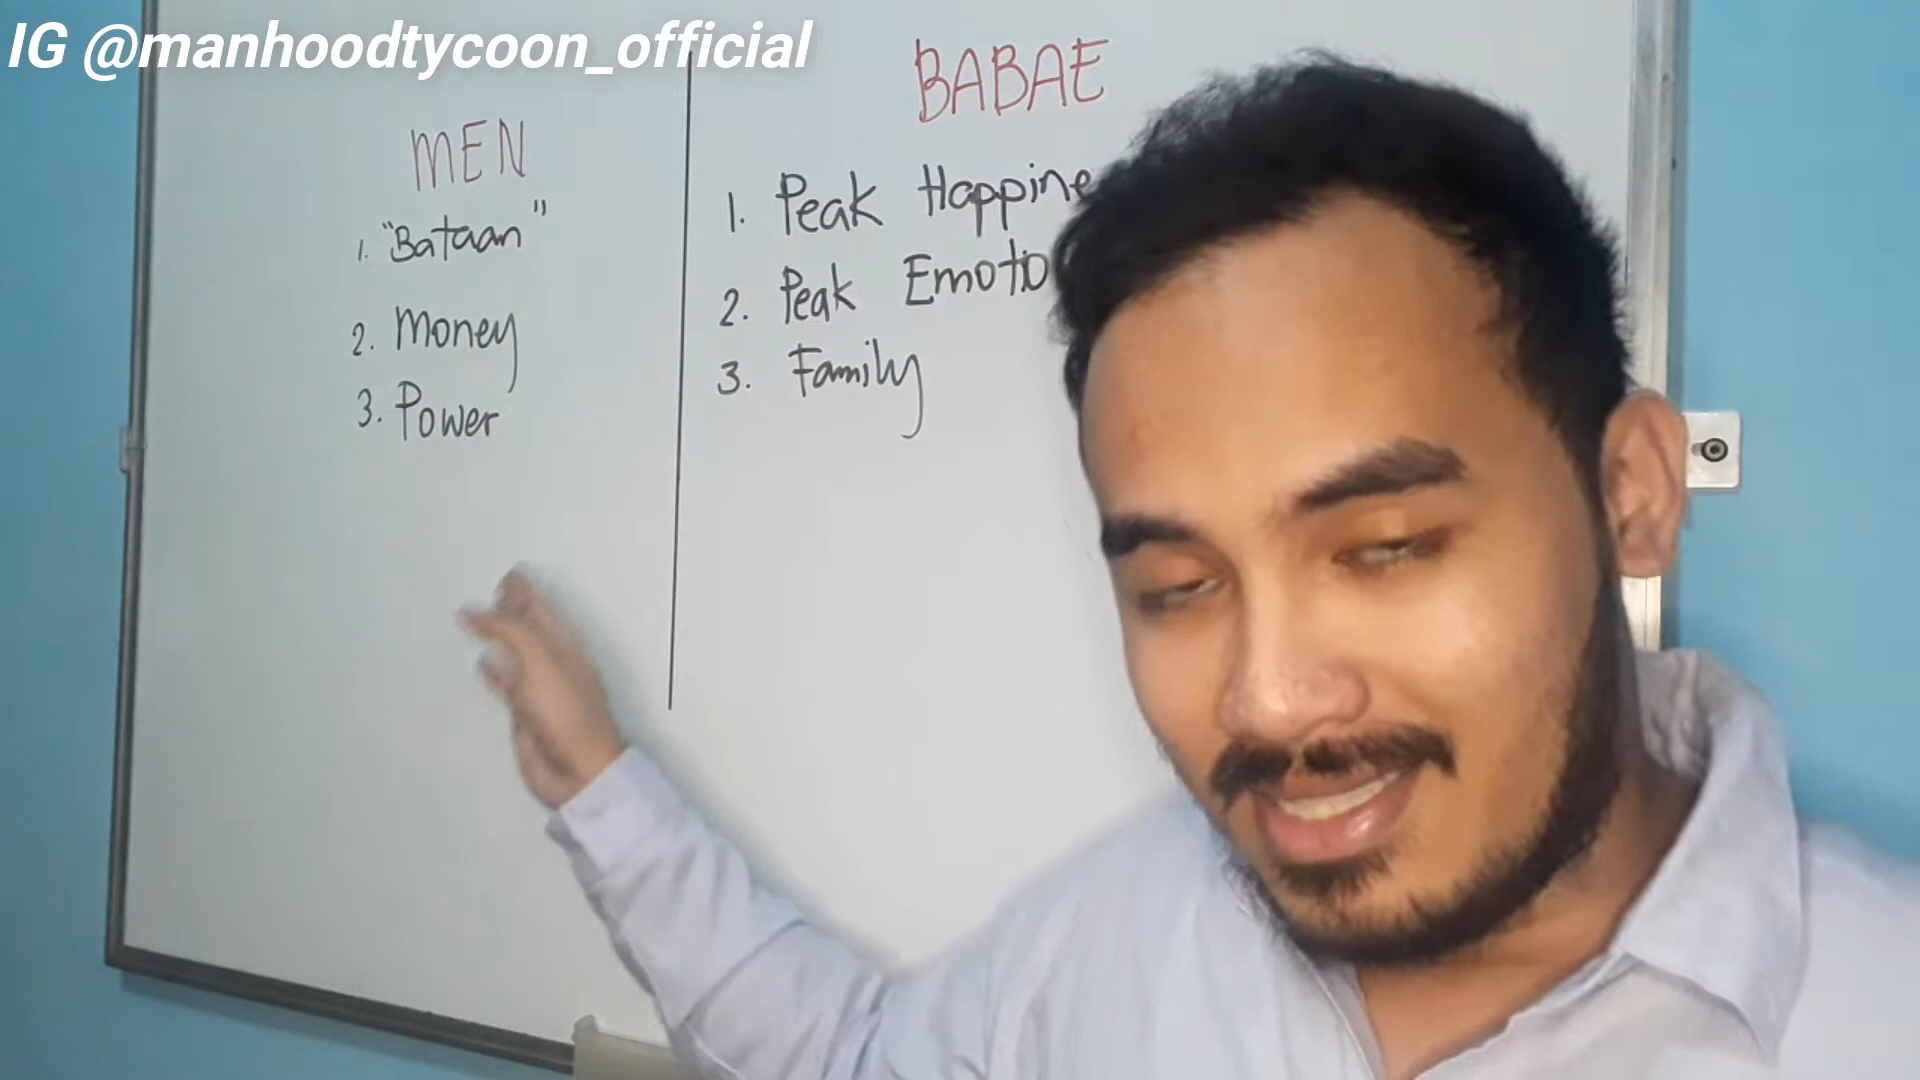 IG @manhoodtycoon_official
MEN
1. "Bataan"
2. Money
3. Power
BABAE
1. Peak
2. Peak
3. Family